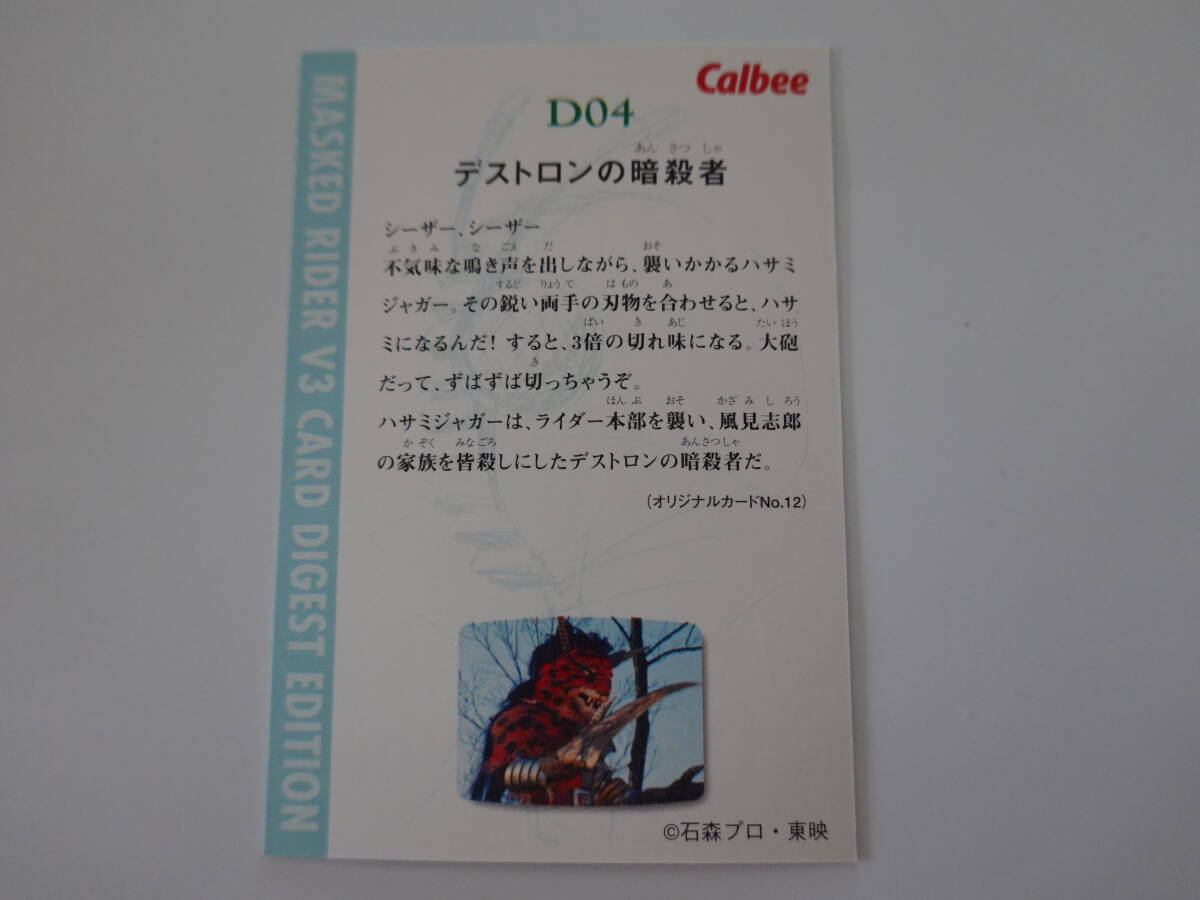 Calbee
D04
あん さつ しゃ
デストロンの暗殺者
シーザー、シーザー
ぶ き み な ごえ だ おそ
不気味な鳴き声を出しながら、襲いかかるハサミ
するど りょう て は もの あ
ジャガー。その鋭い両手の刃物を合わせると、ハサ
ばい き あじ たい ほう
ミになるんだ! すると、3倍の切れ味になる。大砲
き
だって、ずばずば切っちゃうぞ。
ほん ぶ おそ かざ み し ろう
ハサミジャガーは、ライダー本部を襲い、風見志郎
か ぞく みなごろ あんさつしゃ
の家族を皆殺しにしたデストロンの暗殺者だ。
(オリジナルカードNo.12)
©石森プロ・東映
MASKED RIDER V3 CARD DIGEST EDITION